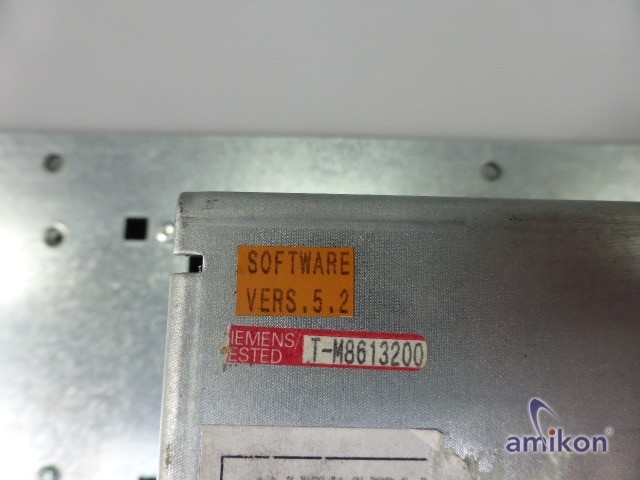 SOFTWARE
VERS.5.2
IEMENS/
ESTED T-M8613200
amikon